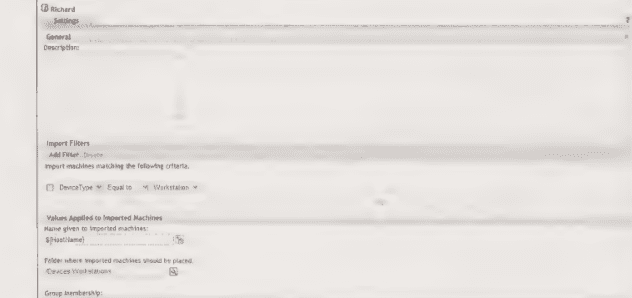 Richard
Settings
General
Description:
Import Filters
Add Filter Delete
Import machines matching the following criteria.
DeviceType Equal to Workstation
Values Applied to Imported Machines
Name given to imported machines:
$(HostName)
Folder where imported machines should be placed.
/Devices/Workstations
Group Membership: